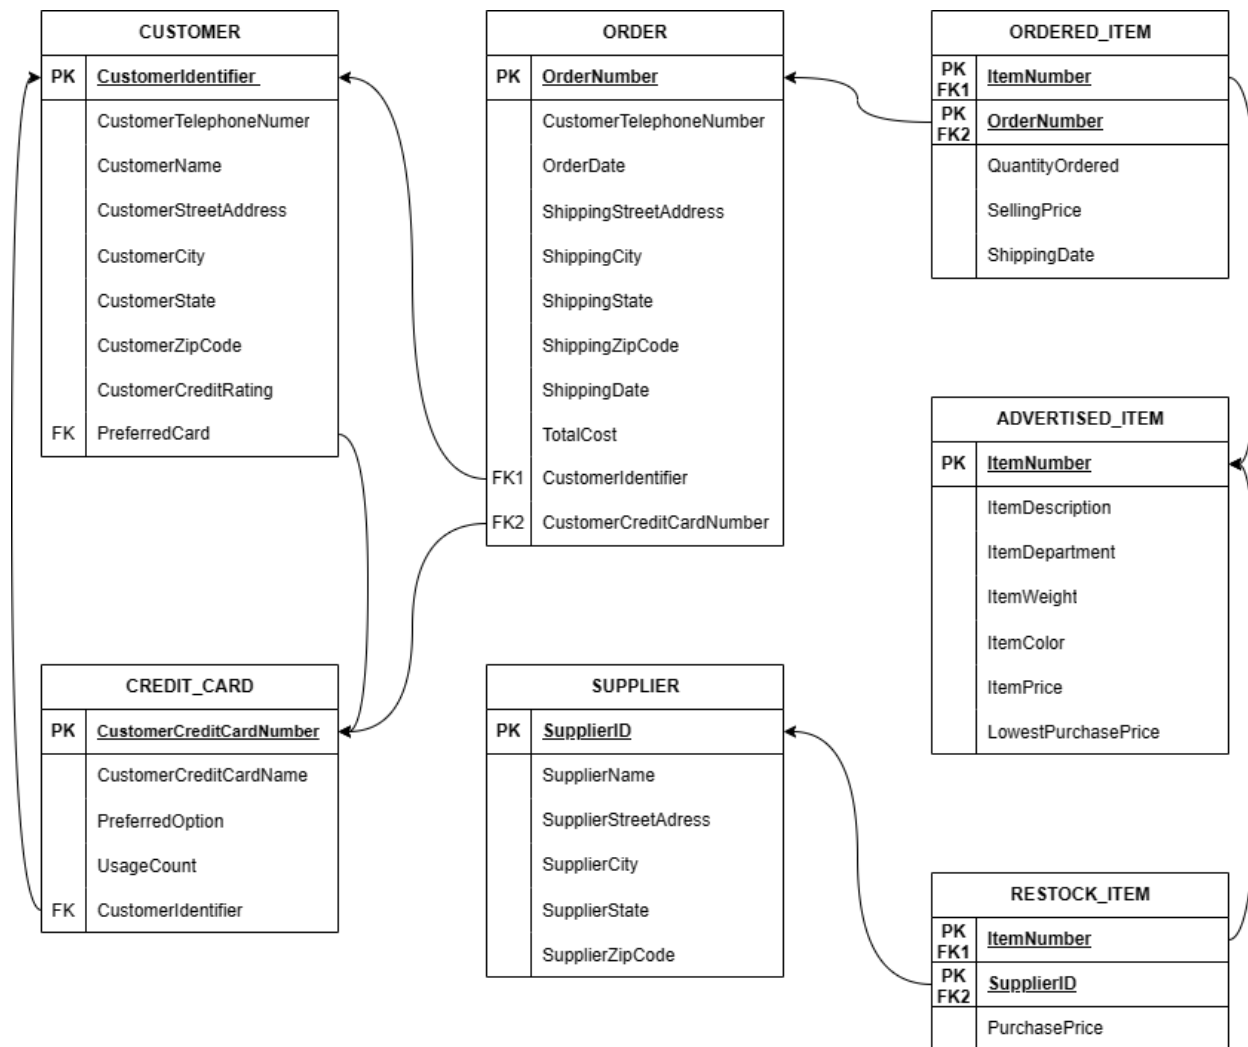 CUSTOMER
PK CustomerIdentifier
CustomerTelephoneNumer
CustomerName
CustomerStreetAddress
CustomerCity
CustomerState
CustomerZipCode
CustomerCreditRating
FK PreferredCard
ORDER
PK OrderNumber
CustomerTelephoneNumber
OrderDate
ShippingStreetAddress
ShippingCity
ShippingState
ShippingZipCode
ShippingDate
TotalCost
FK1 CustomerIdentifier
FK2 CustomerCreditCardNumber
ORDERED_ITEM
PK
FK1 ItemNumber
PK
FK2 OrderNumber
QuantityOrdered
SellingPrice
ShippingDate
ADVERTISED_ITEM
PK ItemNumber
ItemDescription
ItemDepartment
ItemWeight
ItemColor
ItemPrice
LowestPurchasePrice
CREDIT_CARD
PK CustomerCreditCardNumber
CustomerCreditCardName
PreferredOption
UsageCount
FK CustomerIdentifier
SUPPLIER
PK SupplierID
SupplierName
SupplierStreetAdress
SupplierCity
SupplierState
SupplierZipCode
RESTOCK_ITEM
PK
FK1 ItemNumber
PK
FK2 SupplierID
PurchasePrice